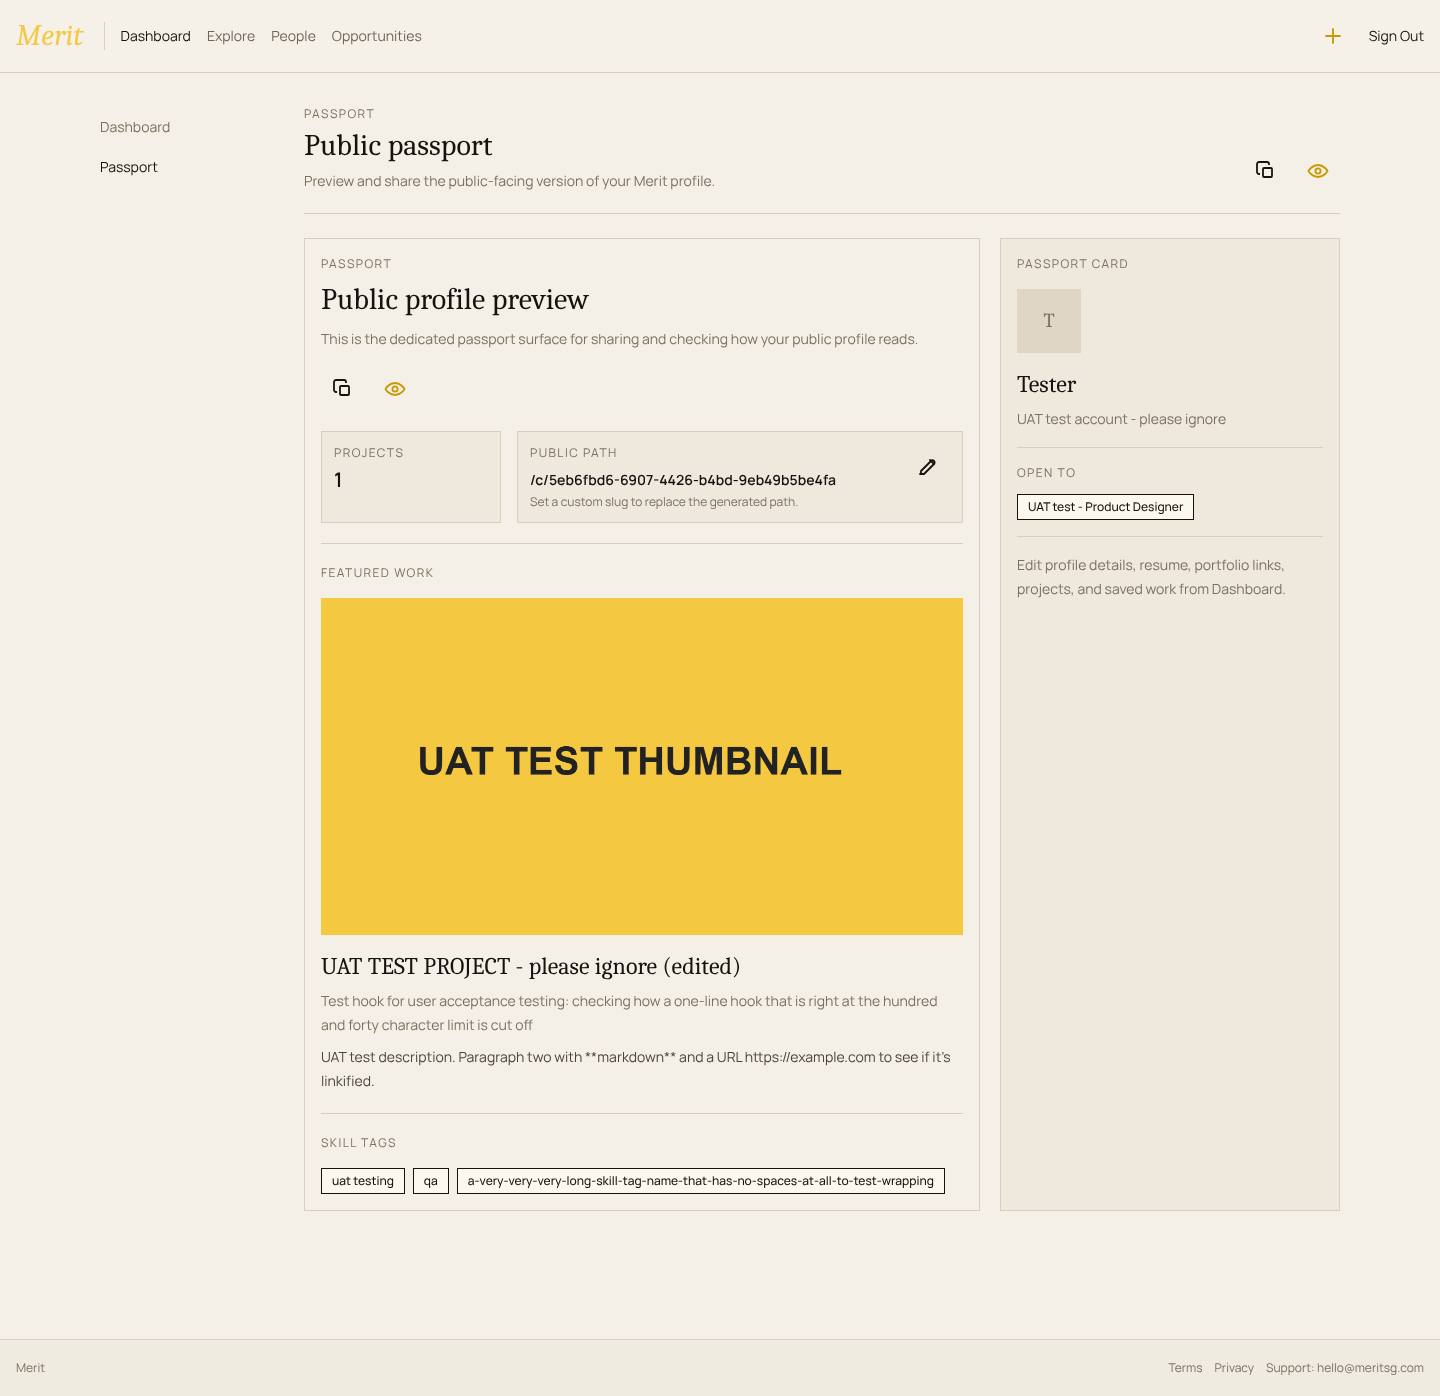 Merit
Dashboard Explore People Opportunities
Sign Out
Dashboard
Passport
PASSPORT
Public passport
Preview and share the public-facing version of your Merit profile.
PASSPORT
Public profile preview
This is the dedicated passport surface for sharing and checking how your public profile reads.
PROJECTS
1
PUBLIC PATH
/c/5eb6fbd6-6907-4426-b4bd-9eb49b5be4fa
Set a custom slug to replace the generated path.
FEATURED WORK
UAT TEST THUMBNAIL
UAT TEST PROJECT - please ignore (edited)
Test hook for user acceptance testing: checking how a one-line hook that is right at the hundred
and forty character limit is cut off
UAT test description. Paragraph two with **markdown** and a URL https://example.com to see if it's
linkified.
SKILL TAGS
uat testing
qa
a-very-very-very-long-skill-tag-name-that-has-no-spaces-at-all-to-test-wrapping
PASSPORT CARD
T
Tester
UAT test account - please ignore
OPEN TO
UAT test - Product Designer
Edit profile details, resume, portfolio links,
projects, and saved work from Dashboard.
Merit
Terms Privacy Support: hello@meritsg.com